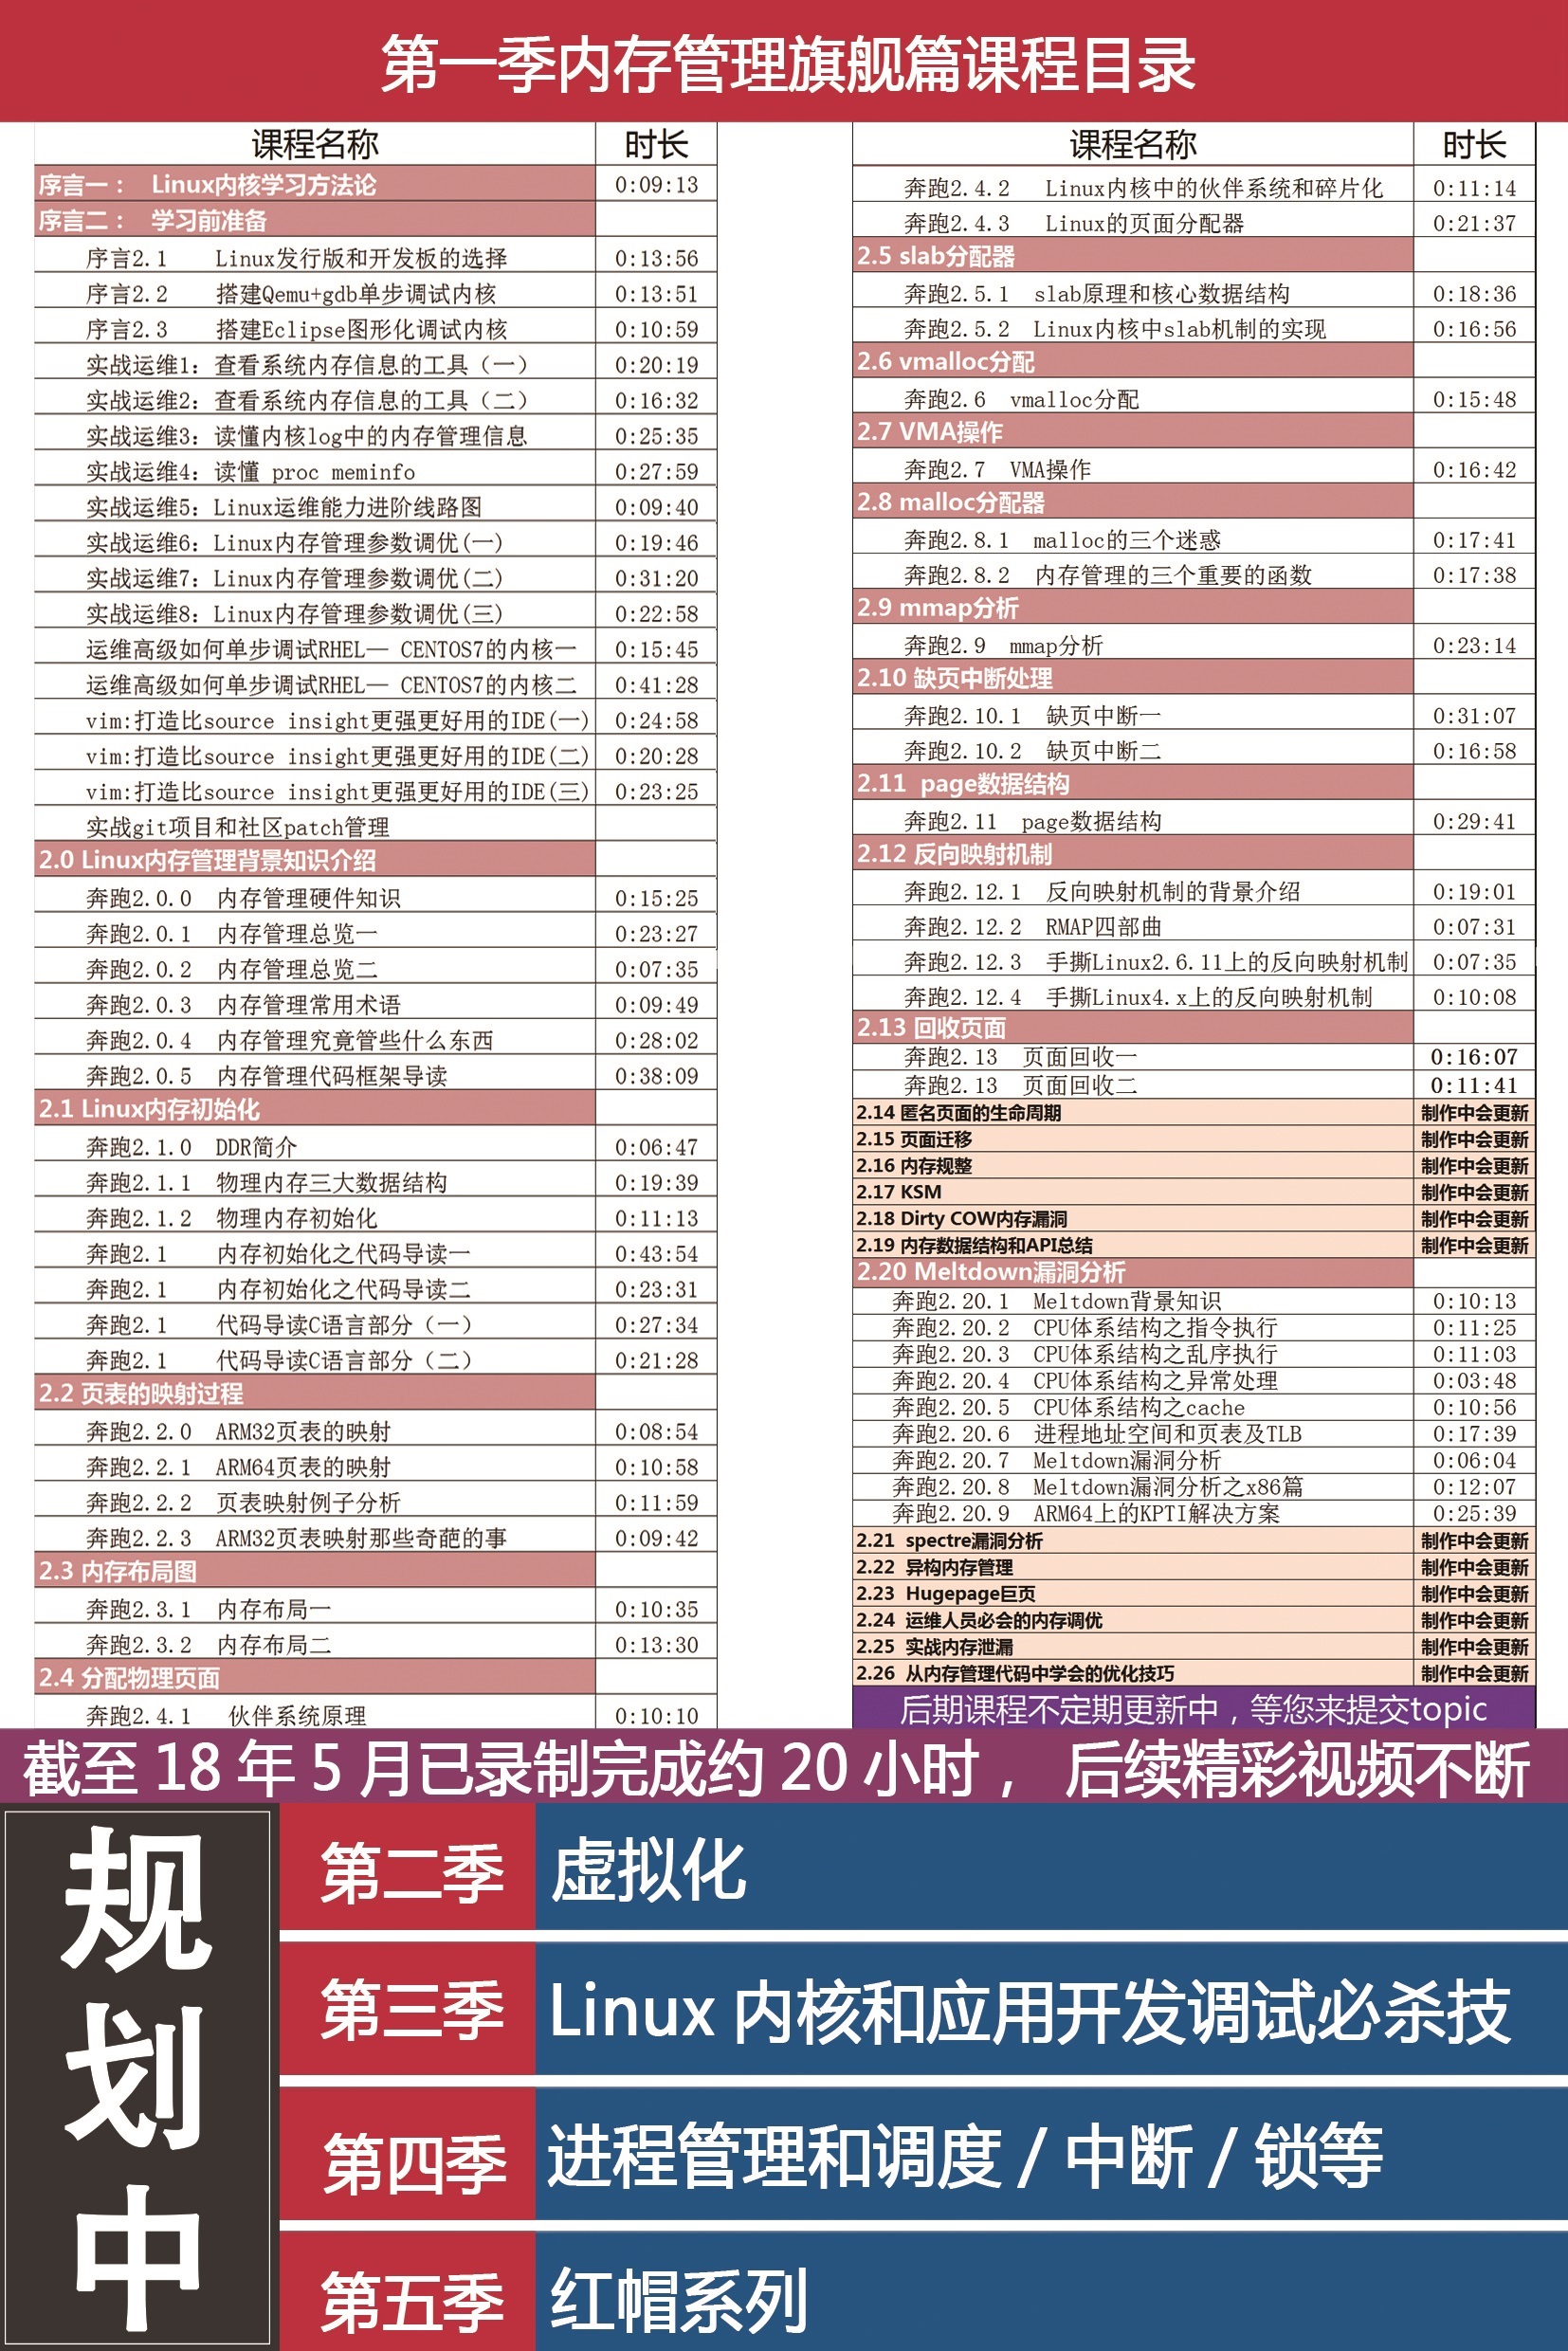 第一季内存管理旗舰篇课程目录
课程名称 时长
序言一： Linux内核学习方法论 0:09:13
序言二： 学习前准备
序言2.1 Linux发行版和开发板的选择 0:13:56
序言2.2 搭建Qemu+gdb单步调试内核 0:13:51
序言2.3 搭建Eclipse图形化调试内核 0:10:59
实战运维1：查看系统内存信息的工具（一） 0:20:19
实战运维2：查看系统内存信息的工具（二） 0:16:32
实战运维3：读懂内核log中的内存管理信息 0:25:35
实战运维4：读懂 proc meminfo 0:27:59
实战运维5：Linux运维能力进阶线路图 0:09:40
实战运维6：Linux内存管理参数调优(一) 0:19:46
实战运维7：Linux内存管理参数调优(二) 0:31:20
实战运维8：Linux内存管理参数调优(三) 0:22:58
运维高级如何单步调试RHEL— CENTOS7的内核一 0:15:45
运维高级如何单步调试RHEL— CENTOS7的内核二 0:41:28
vim:打造比source insight更强更好用的IDE(一) 0:24:58
vim:打造比source insight更强更好用的IDE(二) 0:20:28
vim:打造比source insight更强更好用的IDE(三) 0:23:25
实战git项目和社区patch管理
2.0 Linux内存管理背景知识介绍
奔跑2.0.0 内存管理硬件知识 0:15:25
奔跑2.0.1 内存管理总览一 0:23:27
奔跑2.0.2 内存管理总览二 0:07:35
奔跑2.0.3 内存管理常用术语 0:09:49
奔跑2.0.4 内存管理究竟管些什么东西 0:28:02
奔跑2.0.5 内存管理代码框架导读 0:38:09
2.1 Linux内存初始化
奔跑2.1.0 DDR简介 0:06:47
奔跑2.1.1 物理内存三大数据结构 0:19:39
奔跑2.1.2 物理内存初始化 0:11:13
奔跑2.1 内存初始化之代码导读一 0:43:54
奔跑2.1 内存初始化之代码导读二 0:23:31
奔跑2.1 代码导读C语言部分（一） 0:27:34
奔跑2.1 代码导读C语言部分（二） 0:21:28
2.2 页表的映射过程
奔跑2.2.0 ARM32页表的映射 0:08:54
奔跑2.2.1 ARM64页表的映射 0:10:58
奔跑2.2.2 页表映射例子分析 0:11:59
奔跑2.2.3 ARM32页表映射那些奇葩的事 0:09:42
2.3 内存布局图
奔跑2.3.1 内存布局一 0:10:35
奔跑2.3.2 内存布局二 0:13:30
2.4 分配物理页面
奔跑2.4.1 伙伴系统原理 0:10:10
课程名称 时长
奔跑2.4.2 Linux内核中的伙伴系统和碎片化 0:11:14
奔跑2.4.3 Linux的页面分配器 0:21:37
2.5 slab分配器
奔跑2.5.1 slab原理和核心数据结构 0:18:36
奔跑2.5.2 Linux内核中slab机制的实现 0:16:56
2.6 vmalloc分配
奔跑2.6 vmalloc分配 0:15:48
2.7 VMA操作
奔跑2.7 VMA操作 0:16:42
2.8 malloc分配器
奔跑2.8.1 malloc的三个迷惑 0:17:41
奔跑2.8.2 内存管理的三个重要的函数 0:17:38
2.9 mmap分析
奔跑2.9 mmap分析 0:23:14
2.10 缺页中断处理
奔跑2.10.1 缺页中断一 0:31:07
奔跑2.10.2 缺页中断二 0:16:58
2.11 page数据结构
奔跑2.11 page数据结构 0:29:41
2.12 反向映射机制
奔跑2.12.1 反向映射机制的背景介绍 0:19:01
奔跑2.12.2 RMAP四部曲 0:07:31
奔跑2.12.3 手撕Linux2.6.11上的反向映射机制 0:07:35
奔跑2.12.4 手撕Linux4.x上的反向映射机制 0:10:08
2.13 回收页面
奔跑2.13 页面回收一 0:16:07
奔跑2.13 页面回收二 0:11:41
2.14 匿名页面的生命周期 制作中会更新
2.15 页面迁移 制作中会更新
2.16 内存规整 制作中会更新
2.17 KSM 制作中会更新
2.18 Dirty COW内存漏洞 制作中会更新
2.19 内存数据结构和API总结 制作中会更新
2.20 Meltdown漏洞分析
奔跑2.20.1 Meltdown背景知识 0:10:13
奔跑2.20.2 CPU体系结构之指令执行 0:11:25
奔跑2.20.3 CPU体系结构之乱序执行 0:11:03
奔跑2.20.4 CPU体系结构之异常处理 0:03:48
奔跑2.20.5 CPU体系结构之cache 0:10:56
奔跑2.20.6 进程地址空间和页表及TLB 0:17:39
奔跑2.20.7 Meltdown漏洞分析 0:06:04
奔跑2.20.8 Meltdown漏洞分析之x86篇 0:12:07
奔跑2.20.9 ARM64上的KPTI解决方案 0:25:39
2.21 spectre漏洞分析 制作中会更新
2.22 异构内存管理 制作中会更新
2.23 Hugepage巨页 制作中会更新
2.24 运维人员必会的内存调优 制作中会更新
2.25 实战内存泄漏 制作中会更新
2.26 从内存管理代码中学会的优化技巧 制作中会更新
后期课程不定期更新中，等您来提交topic
截至 18 年 5 月已录制完成约 20 小时， 后续精彩视频不断
规划中
第二季 虚拟化
第三季 Linux 内核和应用开发调试必杀技
第四季 进程管理和调度 / 中断 / 锁等
第五季 红帽系列